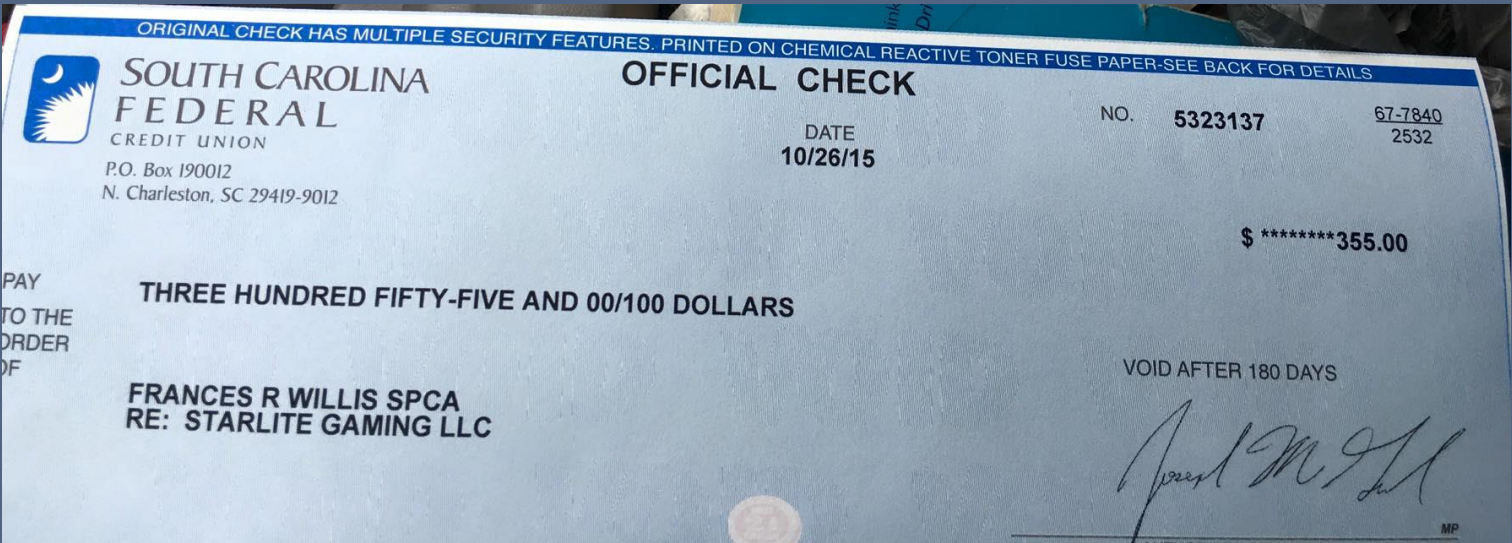 ORIGINAL CHECK HAS MULTIPLE SECURITY FEATURES. PRINTED ON CHEMICAL REACTIVE TONER FUSE PAPER-SEE BACK FOR DETAILS
SOUTH CAROLINA
FEDERAL
CREDIT UNION
P.O. Box 190012
N. Charleston, SC 29419-9012
OFFICIAL CHECK
DATE
10/26/15
NO. 5323137
67-7840
2532
$ ********355.00
PAY
TO THE
ORDER
OF
THREE HUNDRED FIFTY-FIVE AND 00/100 DOLLARS
FRANCES R WILLIS SPCA
RE: STARLITE GAMING LLC
VOID AFTER 180 DAYS
MP